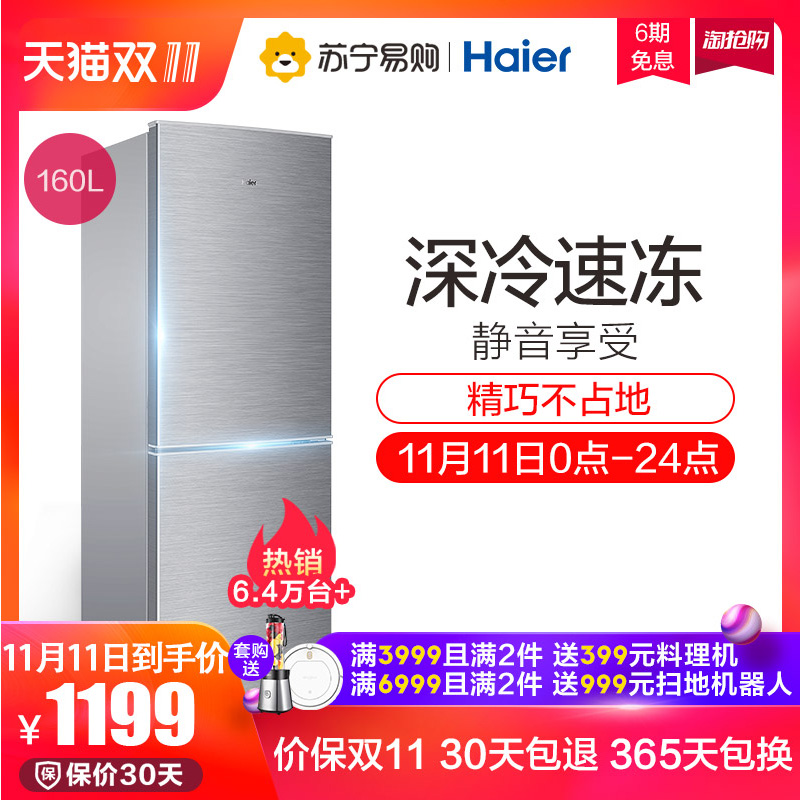 天猫双11
苏宁易购
Haier
6期
免息
淘抢购
160L
Haier
深冷速冻
静音享受
精巧不占地
11月11日0点-24点
热销
6.4万台+
11月11日到手价
¥1199
保 保价30天
套购
送
满3999且满2件 送399元料理机
满6999且满2件 送999元扫地机器人
价保双11 30天包退 365天包换